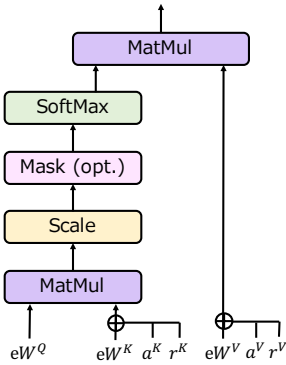 MatMul
SoftMax
Mask (opt.)
Scale
MatMul
eW^Q eW^K a^K r^K eW^V a^V r^V